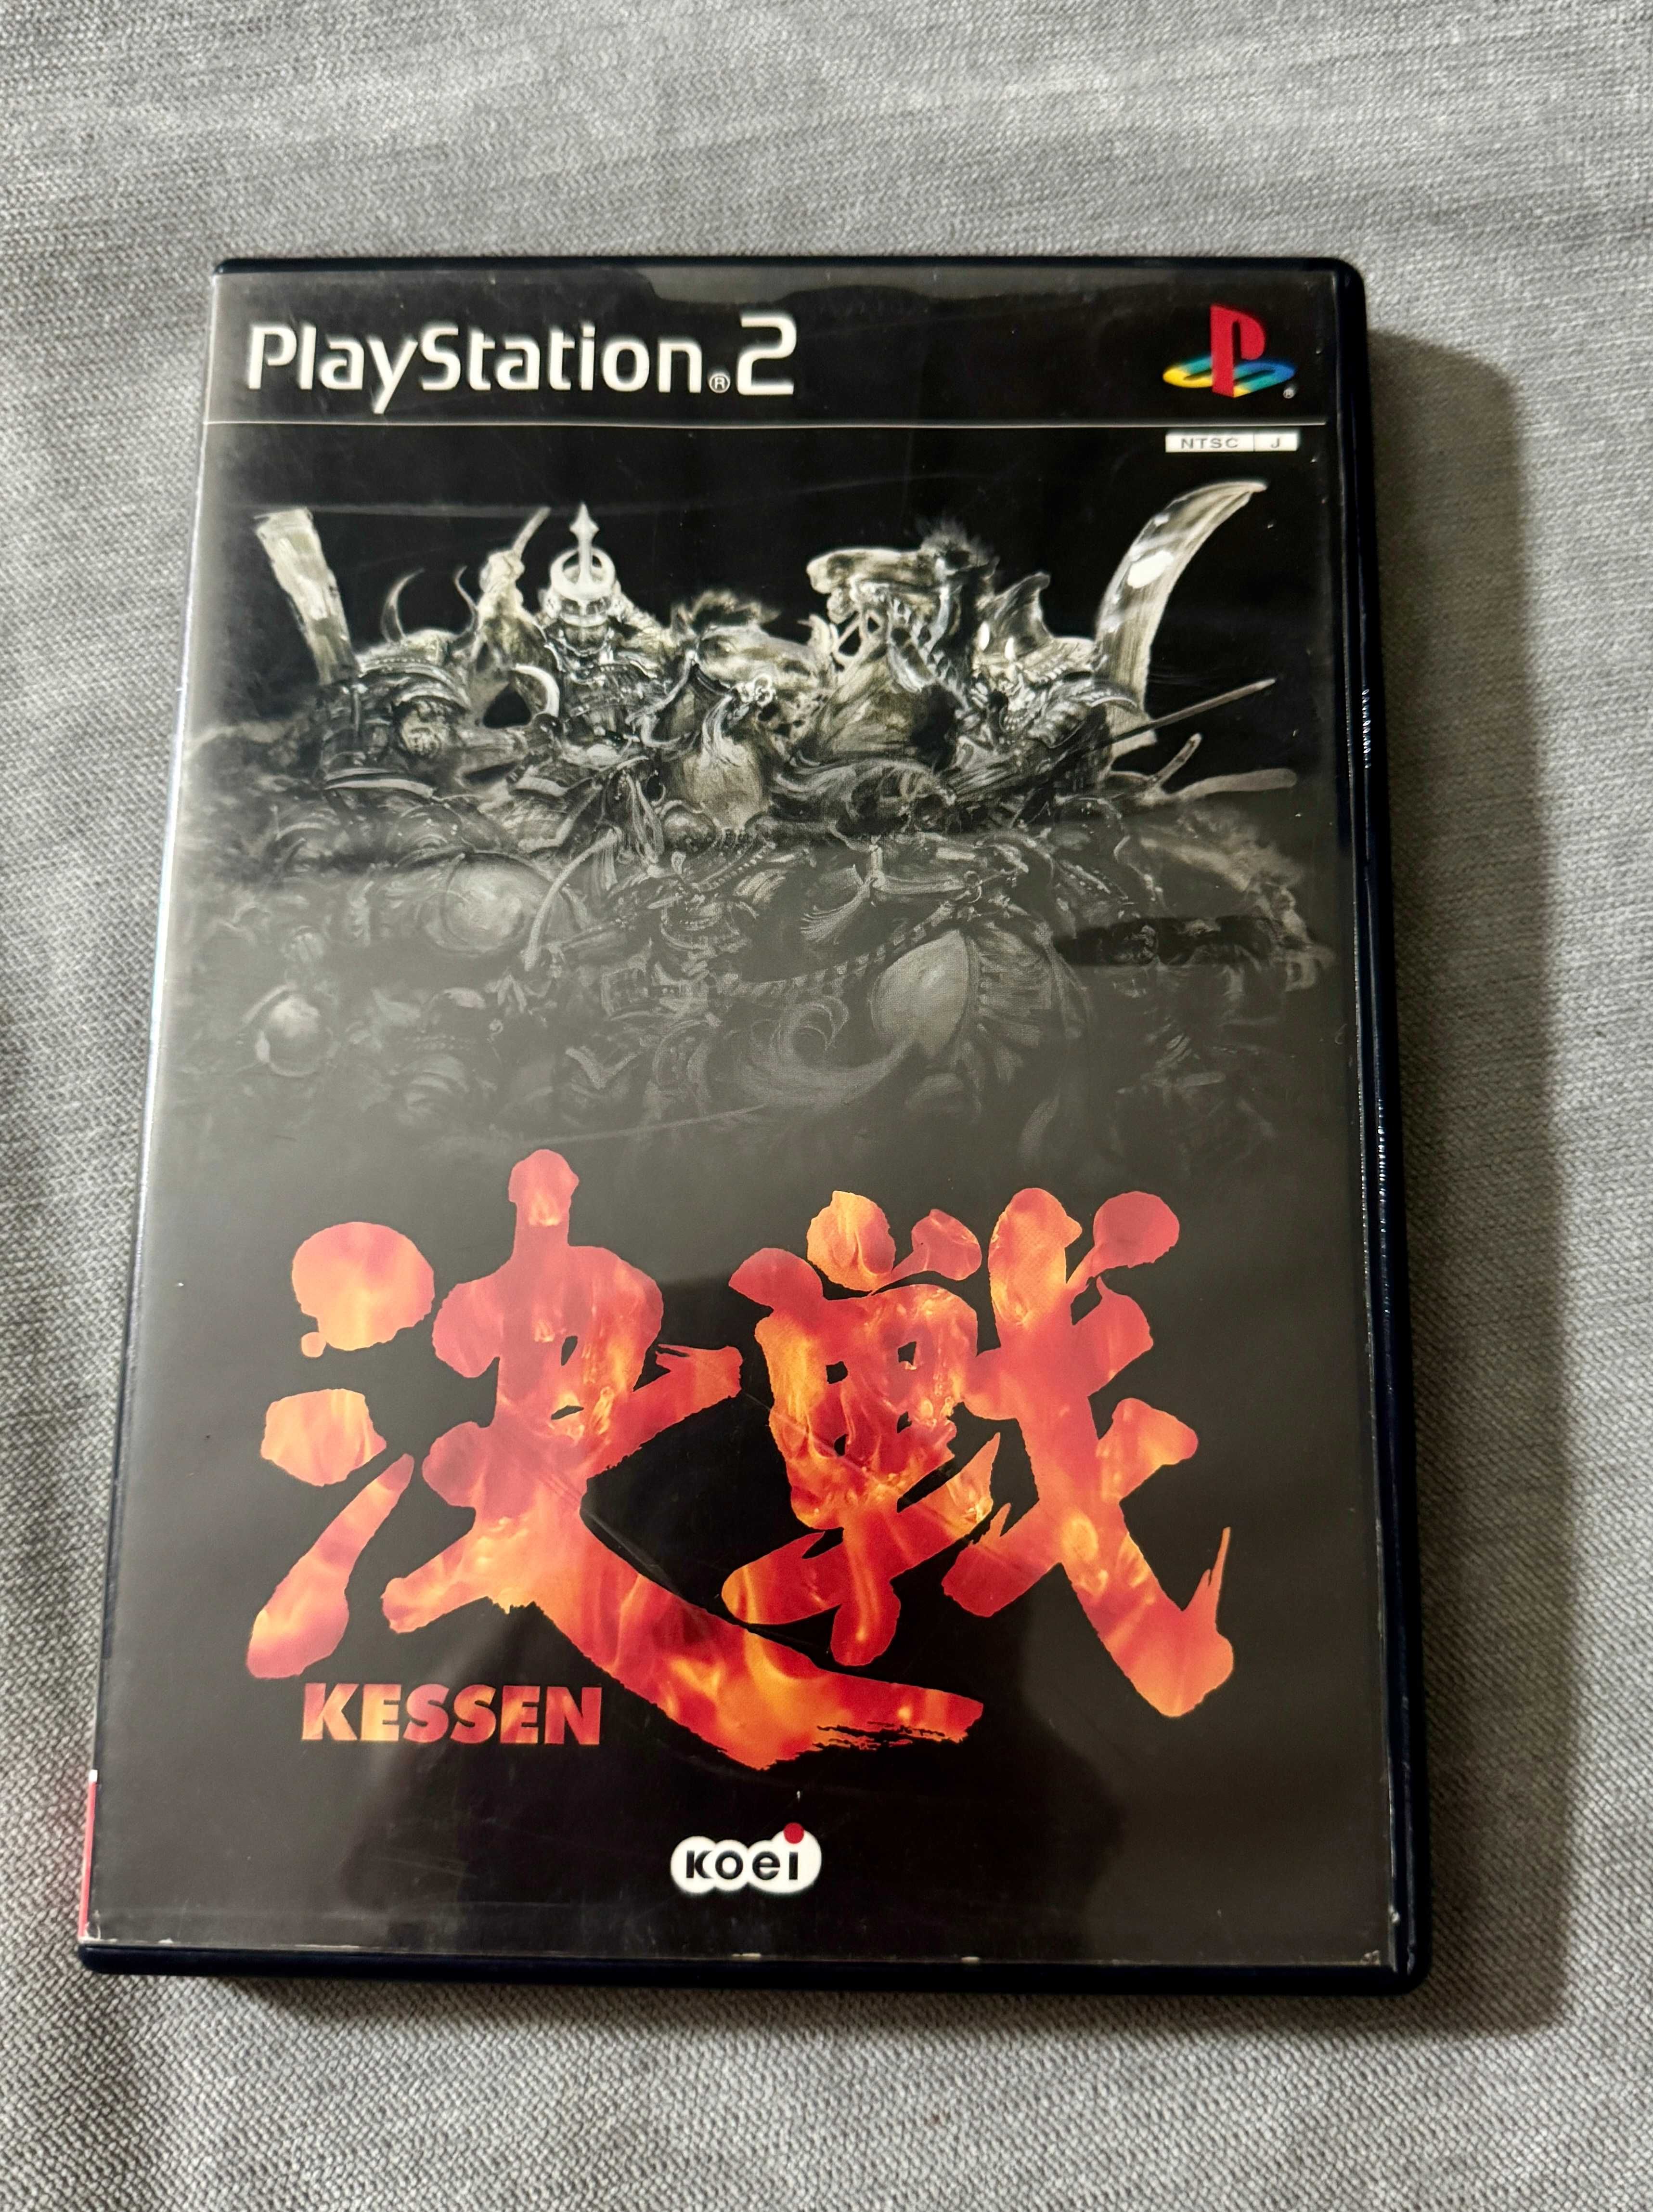 PlayStation®2
NTSC J
決戦
KESSEN
KOEI